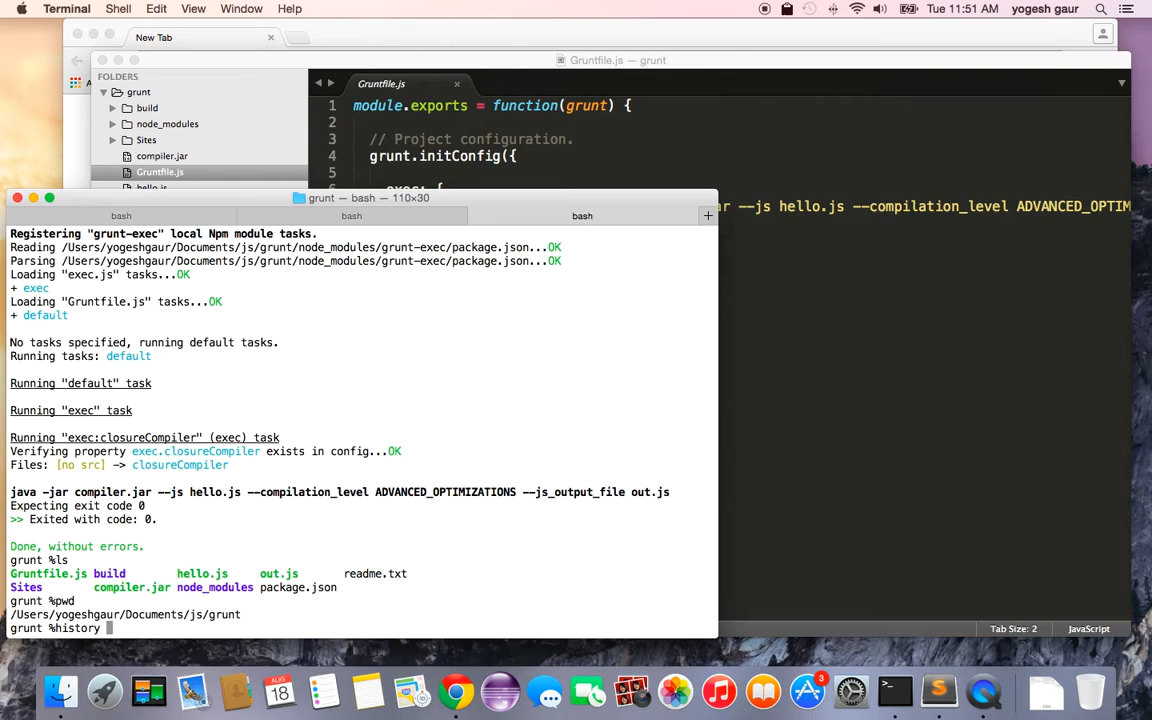 Terminal Shell Edit View Window Help Tue 11:51 AM yogesh gaur
New Tab
Gruntfile.js — grunt
FOLDERS
grunt
build
node_modules
Sites
compiler.jar
Gruntfile.js
hello.js
Gruntfile.js
1 module.exports = function(grunt) {
2
3 // Project configuration.
4 grunt.initConfig({
5
exec: {
ar --js hello.js --compilation_level ADVANCED_OPTIM
grunt — bash — 110×30
bash bash bash +
Registering "grunt-exec" local Npm module tasks.
Reading /Users/yogeshgaur/Documents/js/grunt/node_modules/grunt-exec/package.json...OK
Parsing /Users/yogeshgaur/Documents/js/grunt/node_modules/grunt-exec/package.json...OK
Loading "exec.js" tasks...OK
+ exec
Loading "Gruntfile.js" tasks...OK
+ default
No tasks specified, running default tasks.
Running tasks: default
Running "default" task
Running "exec" task
Running "exec:closureCompiler" (exec) task
Verifying property exec.closureCompiler exists in config...OK
Files: [no src] -> closureCompiler
java -jar compiler.jar --js hello.js --compilation_level ADVANCED_OPTIMIZATIONS --js_output_file out.js
Expecting exit code 0
>> Exited with code: 0.
Done, without errors.
grunt %ls
Gruntfile.js build hello.js out.js readme.txt
Sites compiler.jar node_modules package.json
grunt %pwd
/Users/yogeshgaur/Documents/js/grunt
grunt %history
Tab Size: 2 JavaScript
AUG
18
3
>_